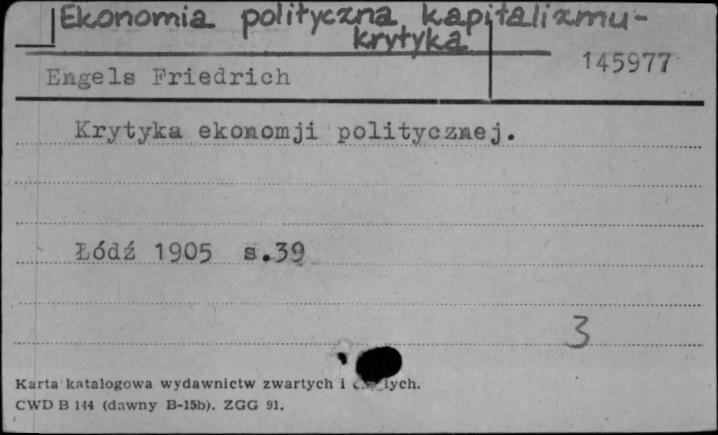 Ekonomia polityczna kapitalizmu-
krytyka
145977
Engels Friedrich
Krytyka ekonomji politycznej.
Łódź 1905 s.39
3
Karta katalogowa wydawnictw zwartych i
CWD B 144 (dawny B-15b). ZGG 91.